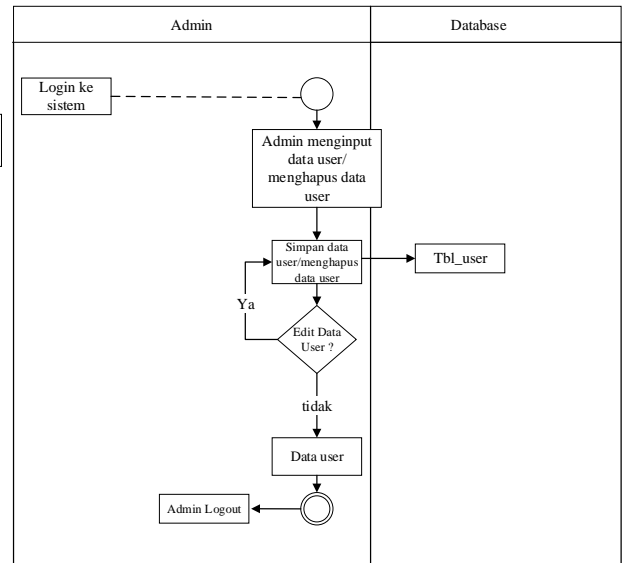 Admin
Database
Login ke
sistem
Admin menginput
data user/
menghapus data
user
Simpan data
user/menghapus
data user
Tbl_user
Ya
Edit Data
User ?
tidak
Data user
Admin Logout